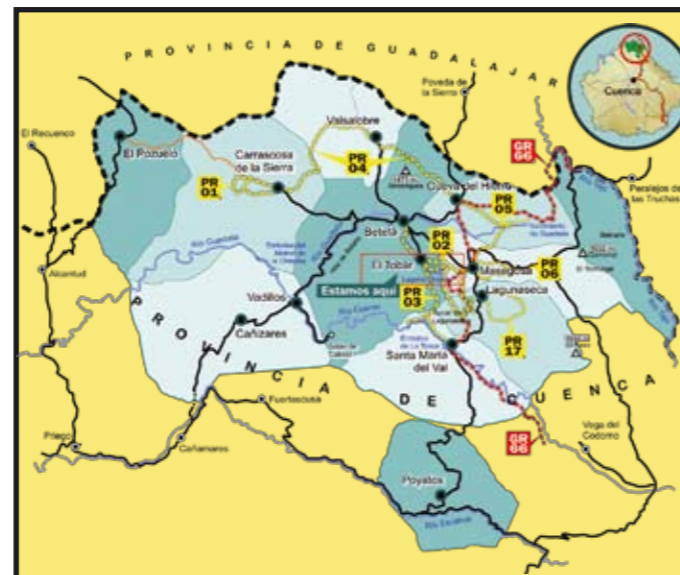 PROVINCIA DE GUADALAJAR
Cuenca
Poveda de
la Sierra
El Recuenco
Valsalobre
El Pozuelo
Carrascosa
de la Sierra
PR
04
GR
66
PR
01
Cueva del Hierro
Peralejos de
las Truchas
PR
05
Beteta
PR
02
El Tobar
Masegosa
PR
06
Alcantud
Vadillos
Estamos aquí
PR
03
Lagunaseca
Cañizares
PR
17
Santa María
del Val
PROVINCIA DE CUENCA
Fuertescusa
Vega del
Codorno
Priego
Cañamares
GR
66
Poyatos
Río Escabas